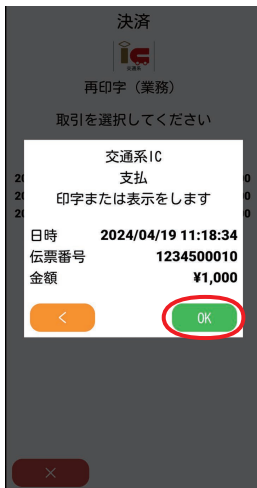 決済
交通系
再印字（業務）
取引を選択してください
交通系IC
支払
印字または表示をします
日時 2024/04/19 11:18:34
伝票番号 1234500010
金額 ¥1,000
< OK
×